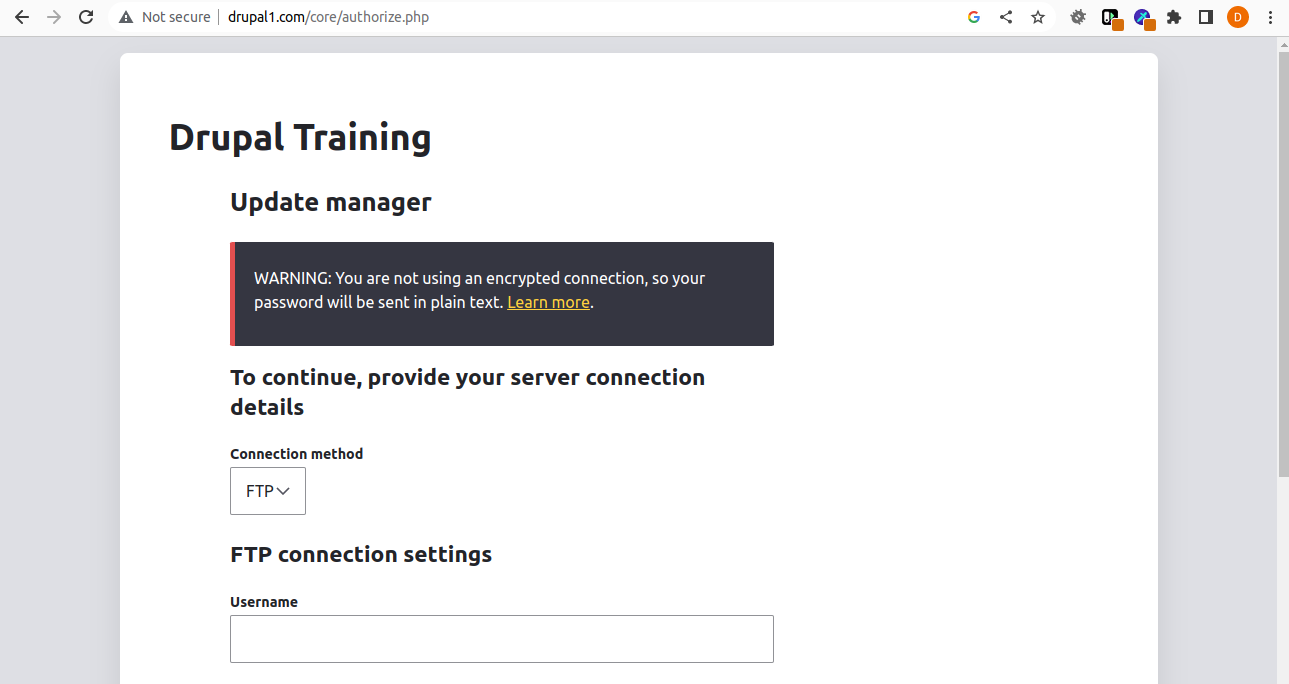 Not secure
drupal1.com/core/authorize.php
D
Drupal Training
Update manager
WARNING: You are not using an encrypted connection, so your
password will be sent in plain text. Learn more.
To continue, provide your server connection
details
Connection method
FTP
FTP connection settings
Username